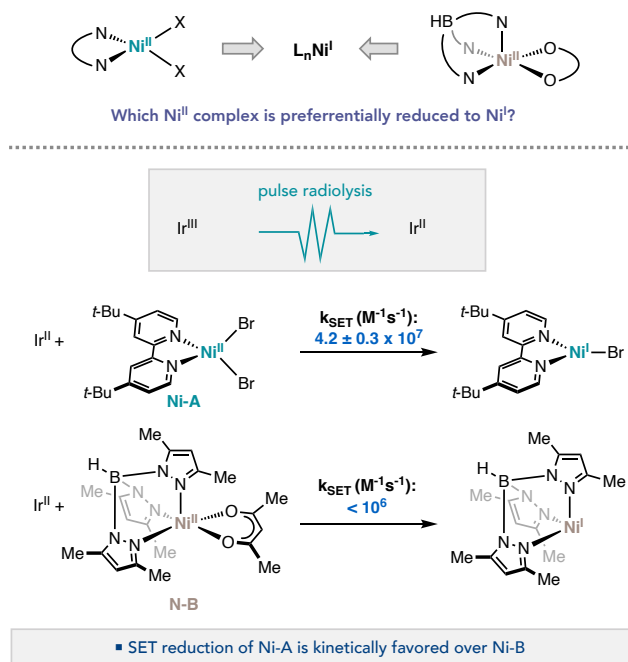 HB
N
N
Ni^II
X
X
L_nNi^I
N
N
N
Ni^II
O
O
Which Ni^II complex is preferrentially reduced to Ni^I?
pulse radiolysis
Ir^III
Ir^II
t-Bu
Ir^II +
N
N
Ni^II
Br
Br
t-Bu
Ni-A
k_SET (M^-1s^-1):
4.2 ± 0.3 x 10^7
t-Bu
N
N
Ni^I
Br
t-Bu
Me
H
B
N
N
Me
Me
Ir^II +
N
N
Me
N
N
Me
Me
Ni^II
O
O
Me
Me
N-B
k_SET (M^-1s^-1):
< 10^6
Me
H
B
N
N
Me
Me
N
N
Me
N
N
Ni^I
Me
Me
▪ SET reduction of Ni-A is kinetically favored over Ni-B